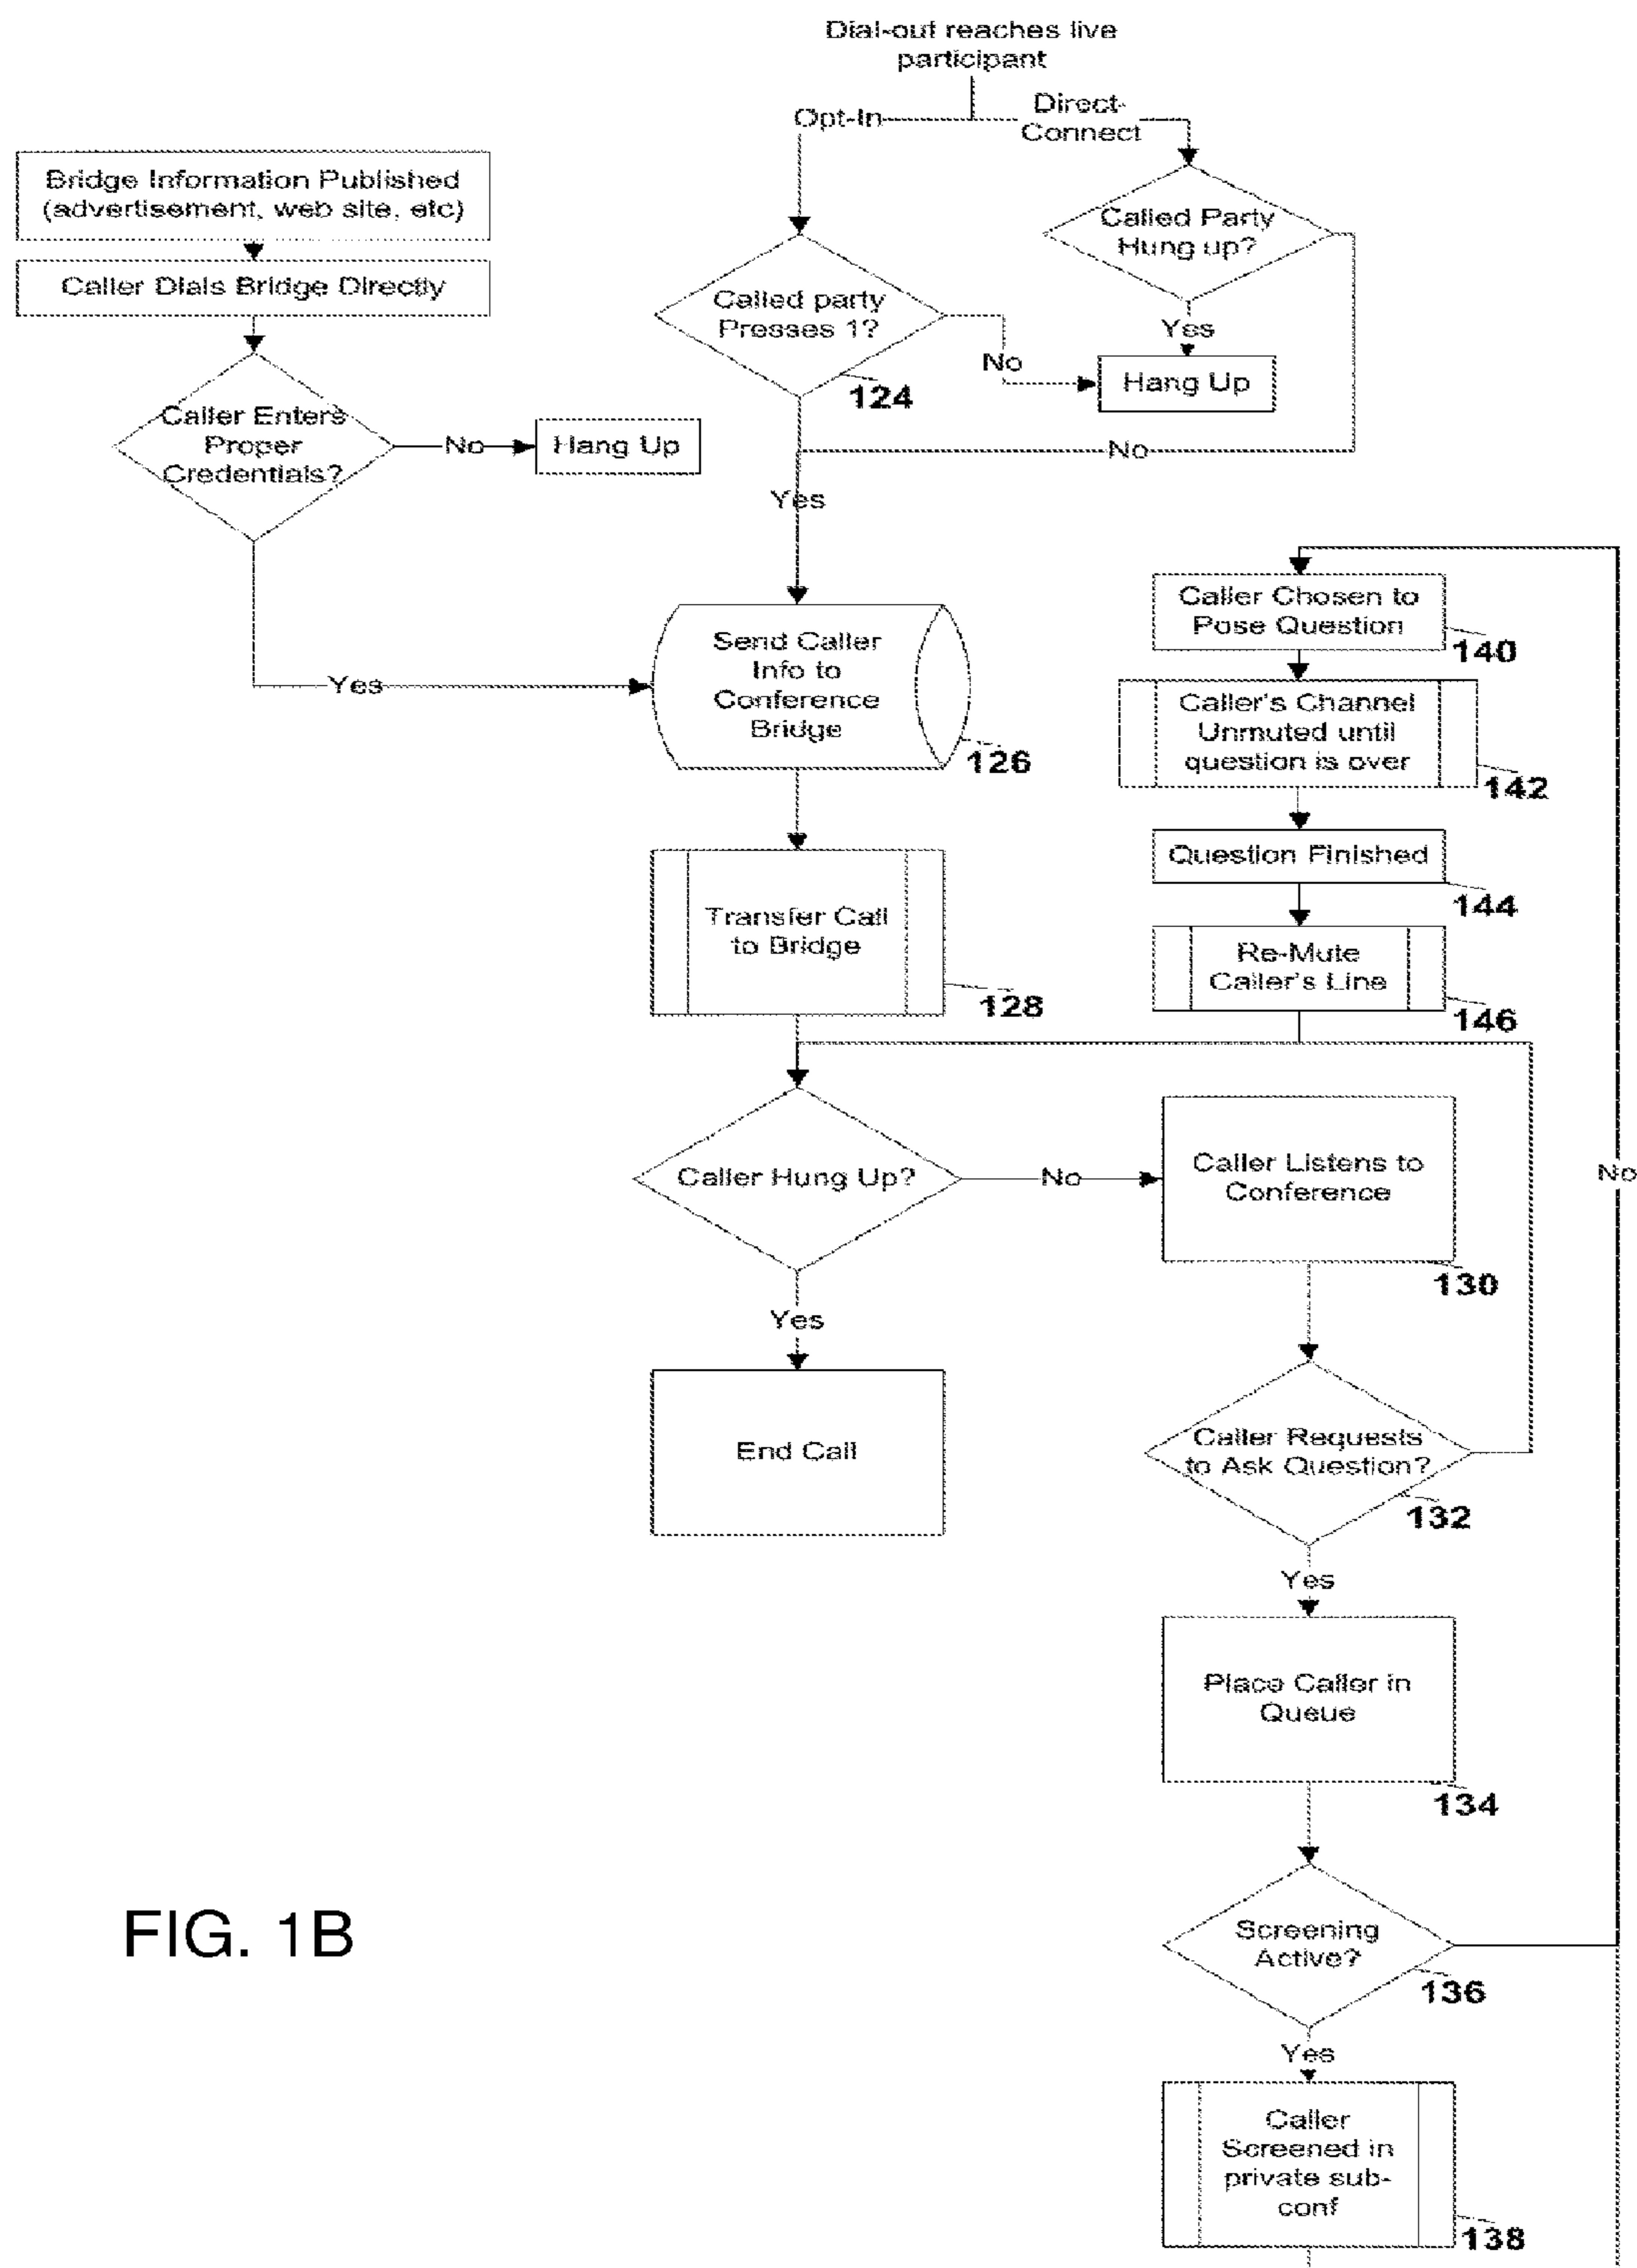 Dial-out reaches live
participant
Opt-In
Direct-
Connect
Bridge Information Published
(advertisement, web site, etc)
Caller Dials Bridge Directly
Caller Enters
Proper
Credentials?
No
Hang Up
Yes
Called party
Presses 1?
124
No
Called Party
Hung up?
Yes
Hang Up
No
Yes
Send Caller
Info to
Conference
Bridge
126
Transfer Call
to Bridge
128
Caller Chosen to
Pose Question
140
Caller's Channel
Unmuted until
question is over
142
Question Finished
144
Re-Mute
Caller's Line
146
Caller Hung Up?
No
Yes
End Call
Caller Listens to
Conference
130
No
Caller Requests
to Ask Question?
132
Yes
Place Caller in
Queue
134
Screening
Active?
136
Yes
Caller
Screened in
private sub-
conf
138
FIG. 1B